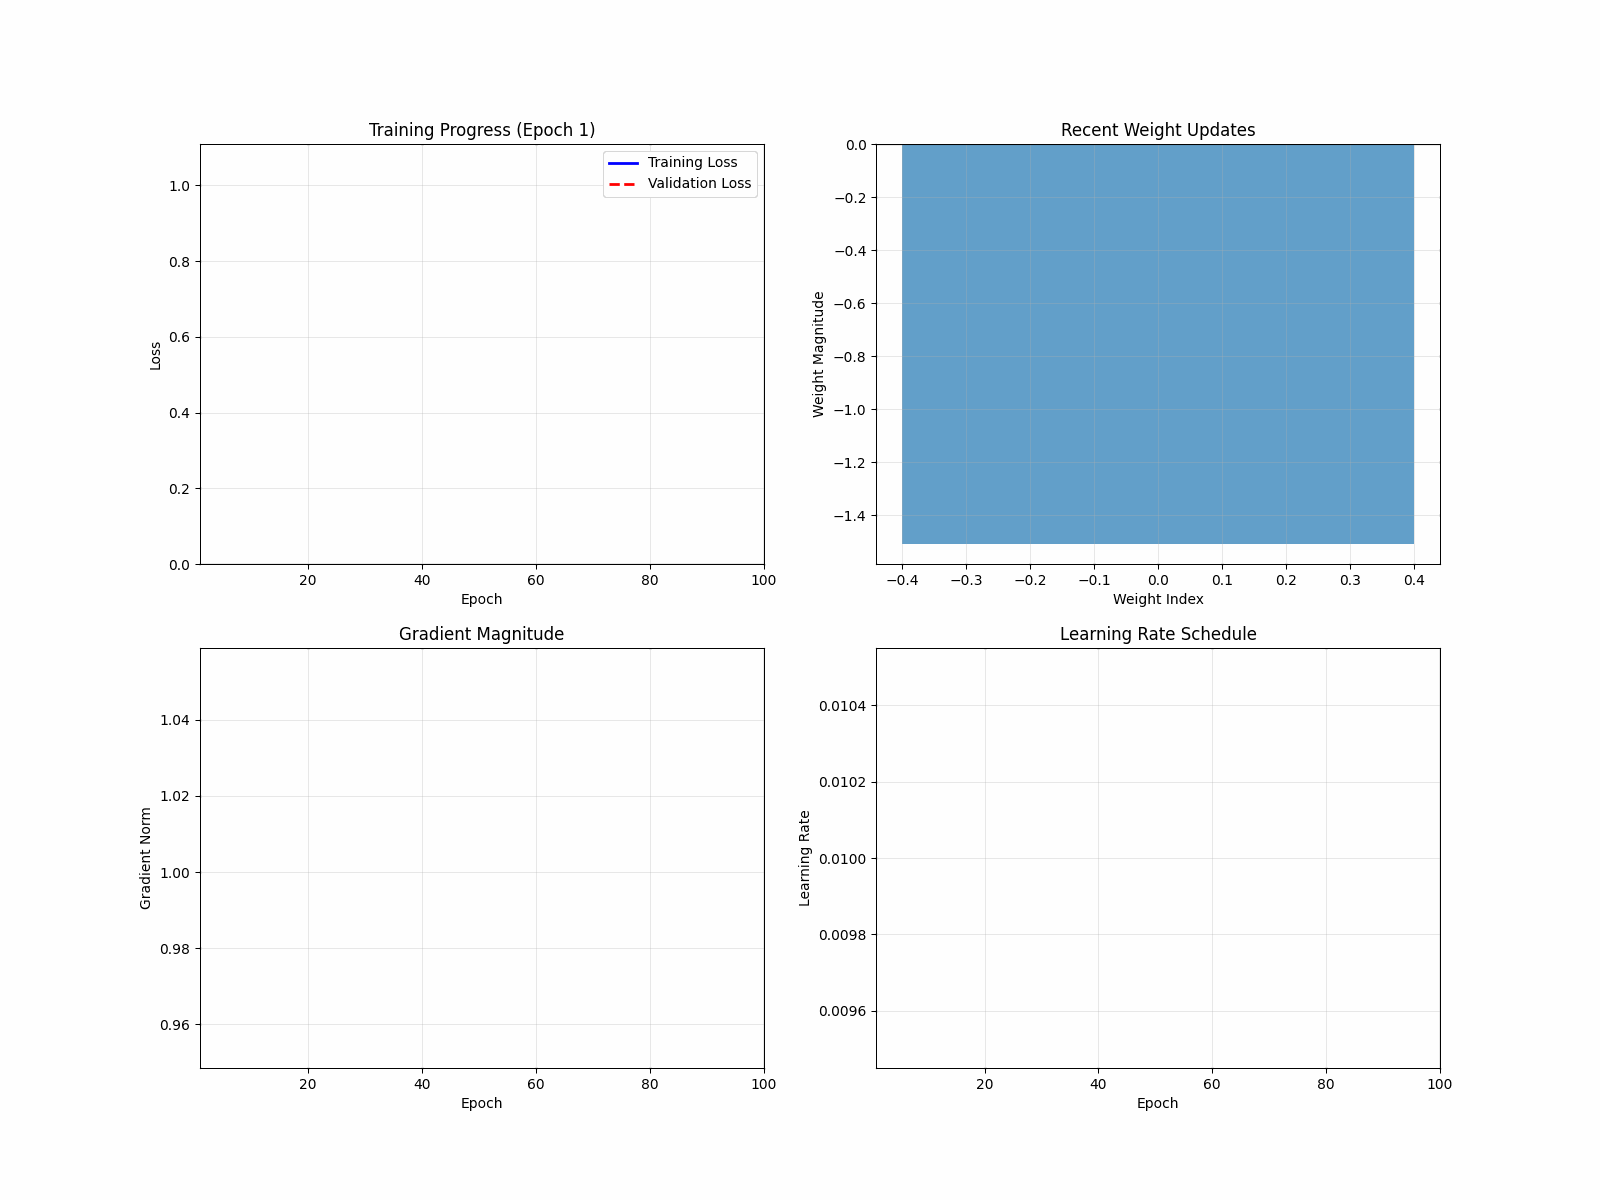 Training Progress (Epoch 1)
Training Loss
Validation Loss
Loss
1.0
0.8
0.6
0.4
0.2
0.0
20 40 60 80 100
Epoch
Recent Weight Updates
Weight Magnitude
0.0
−0.2
−0.4
−0.6
−0.8
−1.0
−1.2
−1.4
−0.4 −0.3 −0.2 −0.1 0.0 0.1 0.2 0.3 0.4
Weight Index
Gradient Magnitude
Gradient Norm
1.04
1.02
1.00
0.98
0.96
20 40 60 80 100
Epoch
Learning Rate Schedule
Learning Rate
0.0104
0.0102
0.0100
0.0098
0.0096
20 40 60 80 100
Epoch